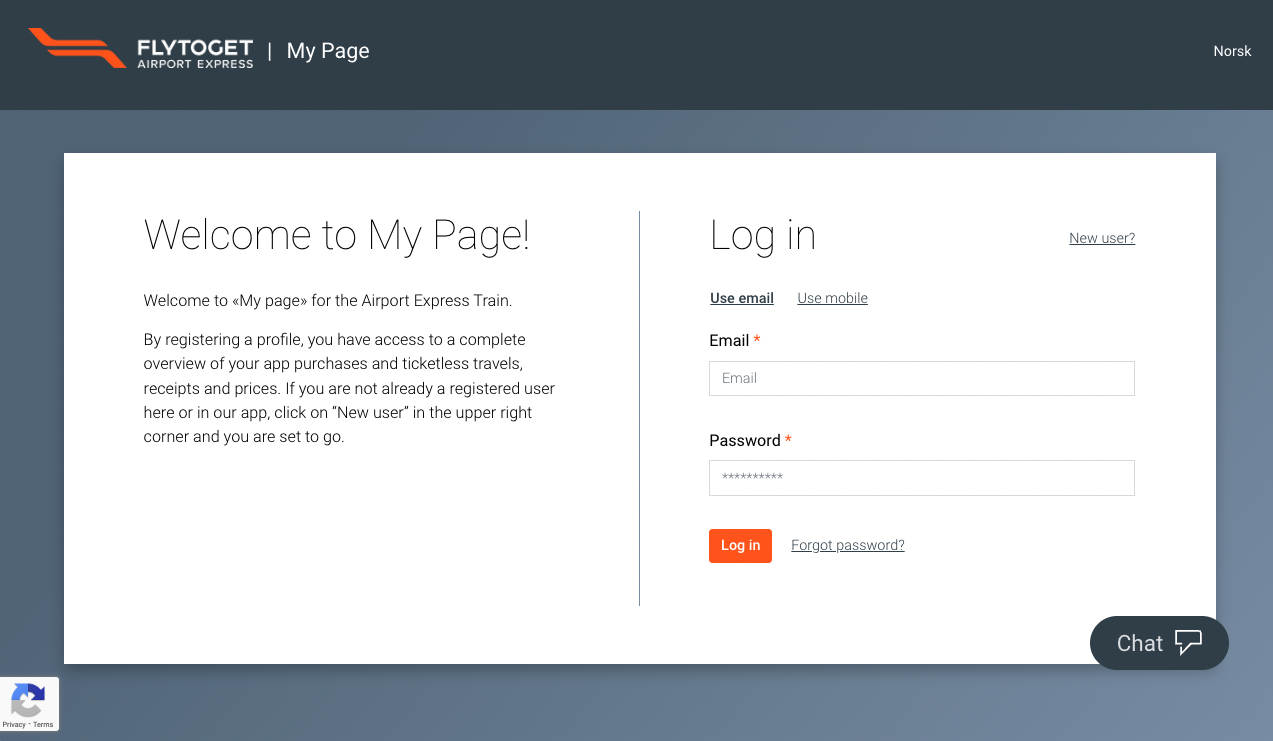 FLYTOGET
AIRPORT EXPRESS
| My Page
Norsk
Welcome to My Page!
Welcome to «My page» for the Airport Express Train.
By registering a profile, you have access to a complete
overview of your app purchases and ticketless travels,
receipts and prices. If you are not already a registered user
here or in our app, click on “New user” in the upper right
corner and you are set to go.
Log in
New user?
Use email Use mobile
Email *
Email
Password *
**********
Log in Forgot password?
Chat
Privacy - Terms